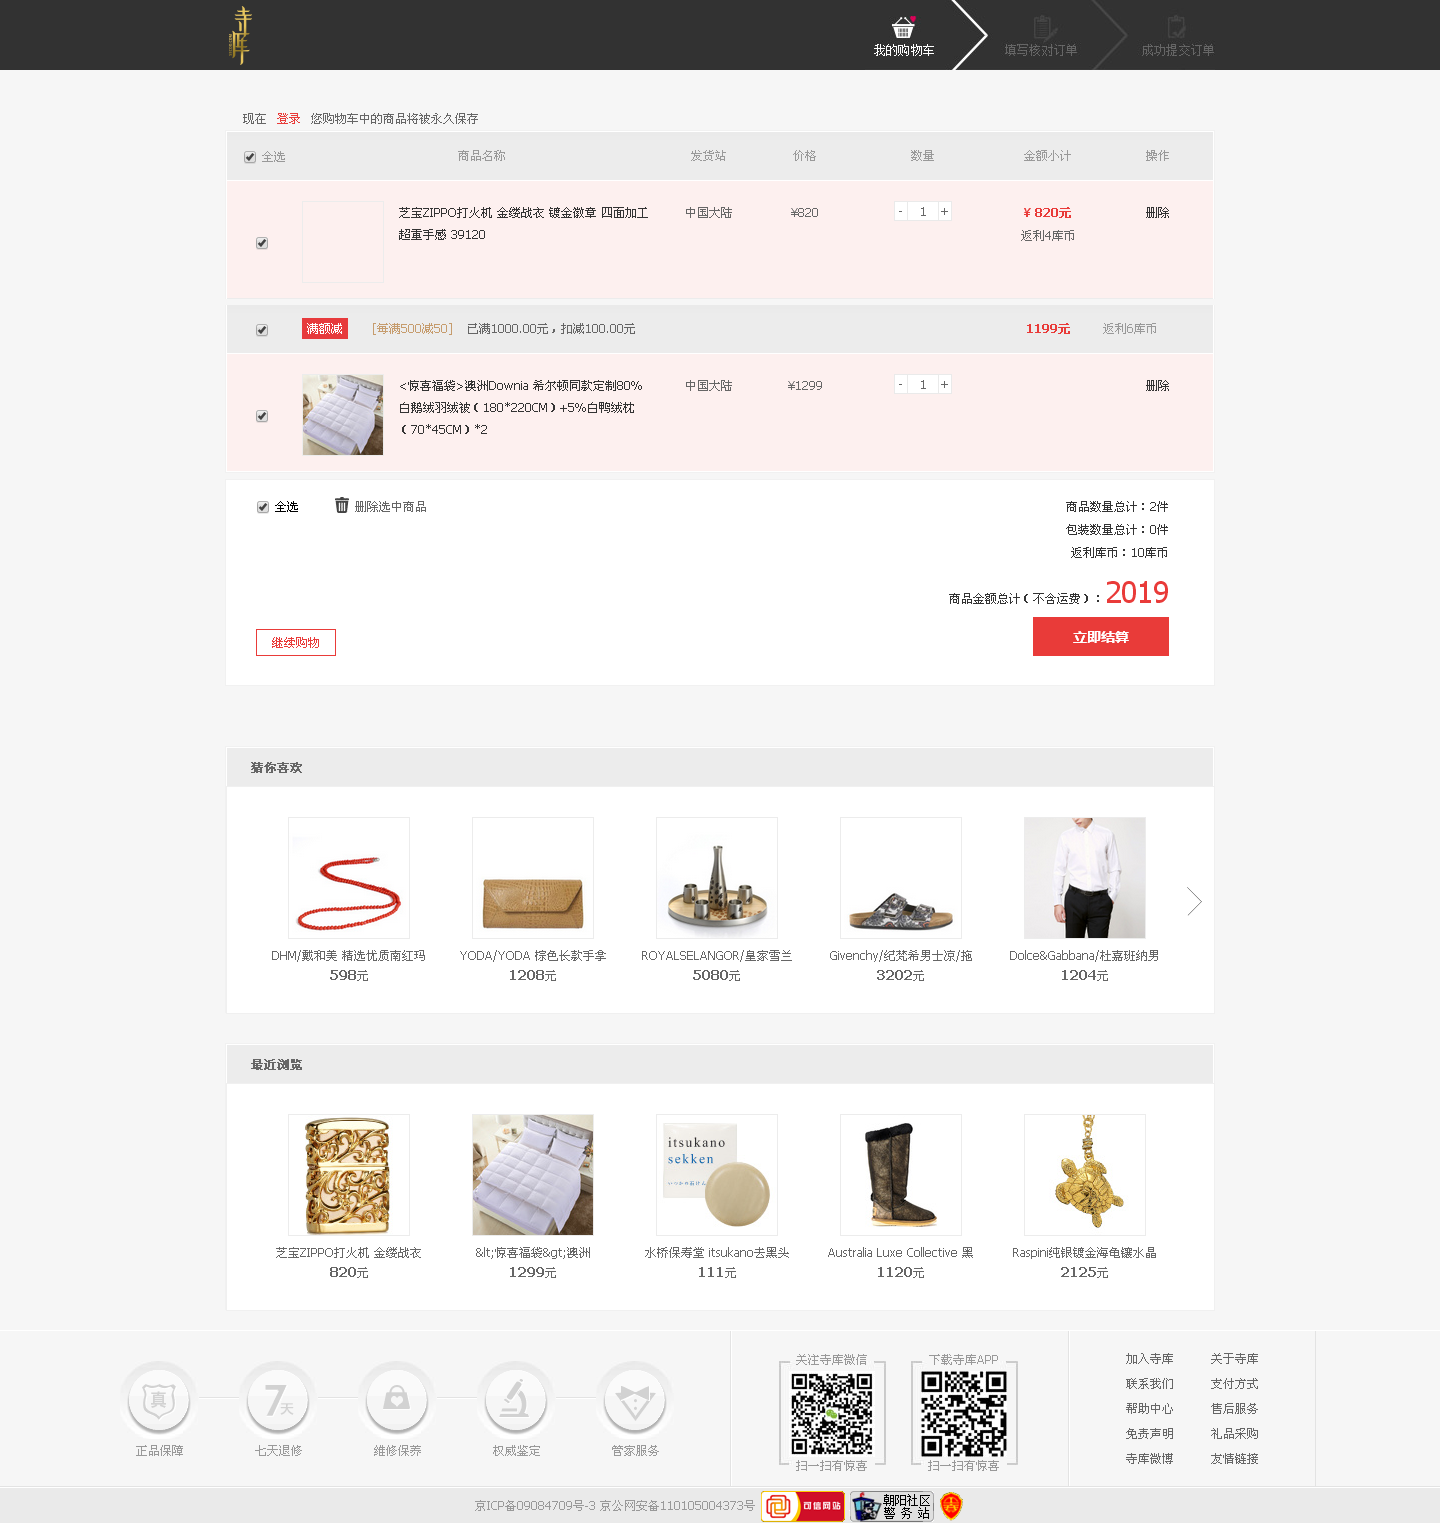 寺库
我的购物车
填写核对订单
成功提交订单
现在 登录 您购物车中的商品将被永久保存
全选 商品名称 发货站 价格 数量 金额小计 操作
芝宝ZIPPO打火机 金缕战衣 镀金徽章 四面加工 中国大陆 ¥820 - 1 + ¥ 820元 删除
超重手感 39120 返利4库币
满额减 [每满500减50] 已满1000.00元，扣减100.00元 1199元 返利6库币
<惊喜福袋>澳洲Downia 希尔顿同款定制80% 中国大陆 ¥1299 - 1 + 删除
白鹅绒羽绒被（180*220CM）+5%白鸭绒枕
（70*45CM）*2
全选 删除选中商品 商品数量总计：2件
包装数量总计：0件
返利库币：10库币
商品金额总计（不含运费）：2019
继续购物 立即结算
猜你喜欢
DHM/戴和美 精选优质南红玛 YODA/YODA 棕色长款手拿 ROYALSELANGOR/皇家雪兰 Givenchy/纪梵希男士凉/拖 Dolce&Gabbana/杜嘉班纳男
598元 1208元 5080元 3202元 1204元
最近浏览
itsukano
sekken
芝宝ZIPPO打火机 金缕战衣 &lt;惊喜福袋&gt;澳洲 水桥保寿堂 itsukano去黑头 Australia Luxe Collective 黑 Raspini纯银镀金海龟镶水晶
820元 1299元 111元 1120元 2125元
真 7天
正品保障 七天退修 维修保养 权威鉴定 管家服务
关注寺库微信 下载寺库APP
扫一扫有惊喜 扫一扫有惊喜
加入寺库 关于寺库
联系我们 支付方式
帮助中心 售后服务
免责声明 礼品采购
寺库微博 友情链接
京ICP备09084709号-3 京公网安备110105004373号 可信网站 朝阳社区
警务站